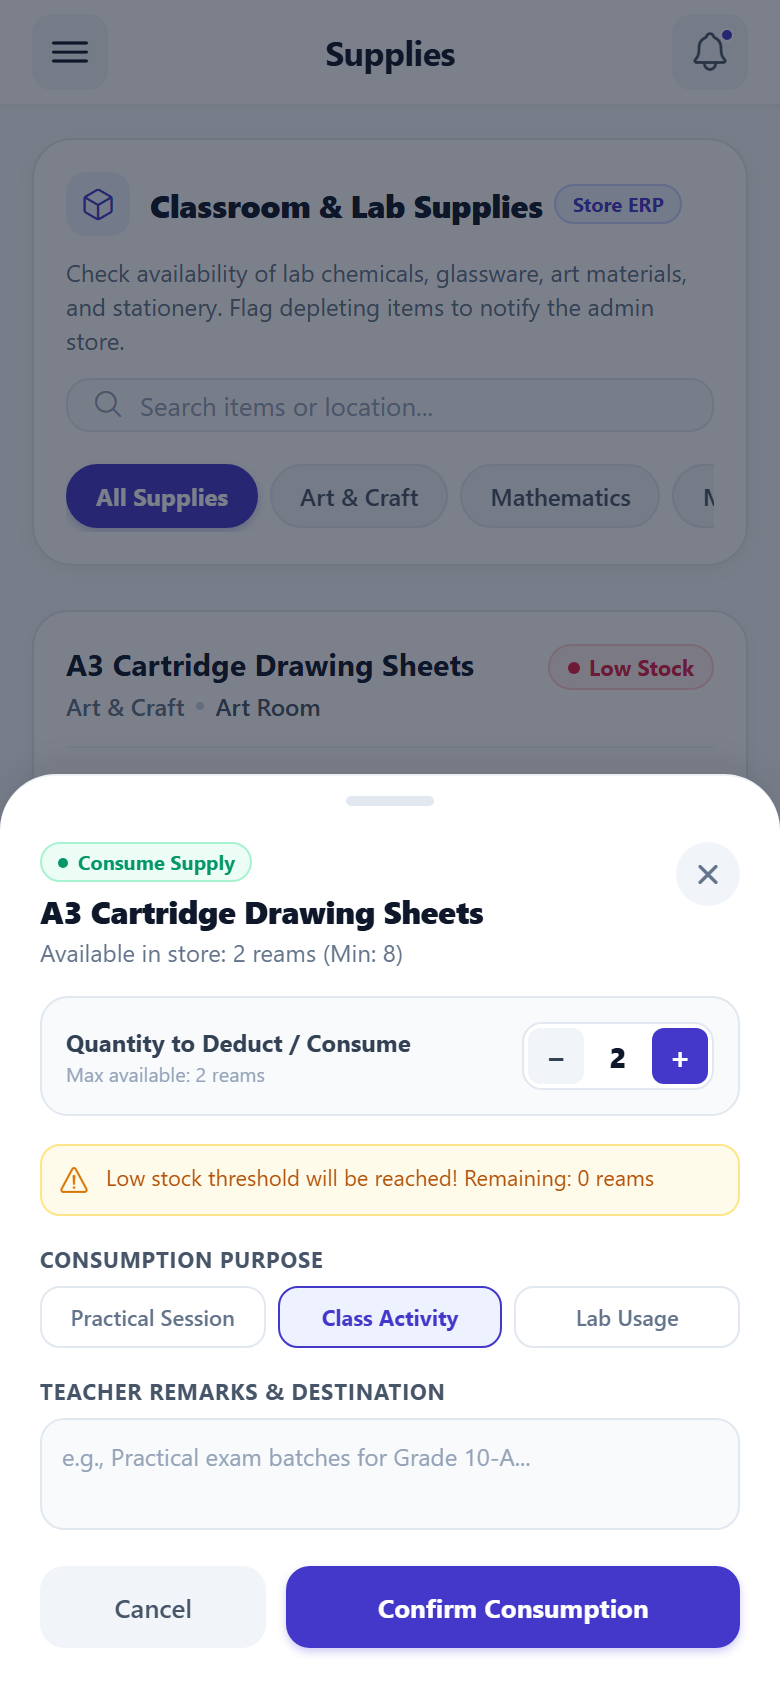 Supplies
Classroom & Lab Supplies
Store ERP
Check availability of lab chemicals, glassware, art materials,
and stationery. Flag depleting items to notify the admin
store.
Search items or location...
All Supplies
Art & Craft
Mathematics
A3 Cartridge Drawing Sheets
Low Stock
Art & Craft • Art Room
Consume Supply
A3 Cartridge Drawing Sheets
Available in store: 2 reams (Min: 8)
Quantity to Deduct / Consume
Max available: 2 reams
− 2 +
Low stock threshold will be reached! Remaining: 0 reams
CONSUMPTION PURPOSE
Practical Session
Class Activity
Lab Usage
TEACHER REMARKS & DESTINATION
e.g., Practical exam batches for Grade 10-A...
Cancel
Confirm Consumption